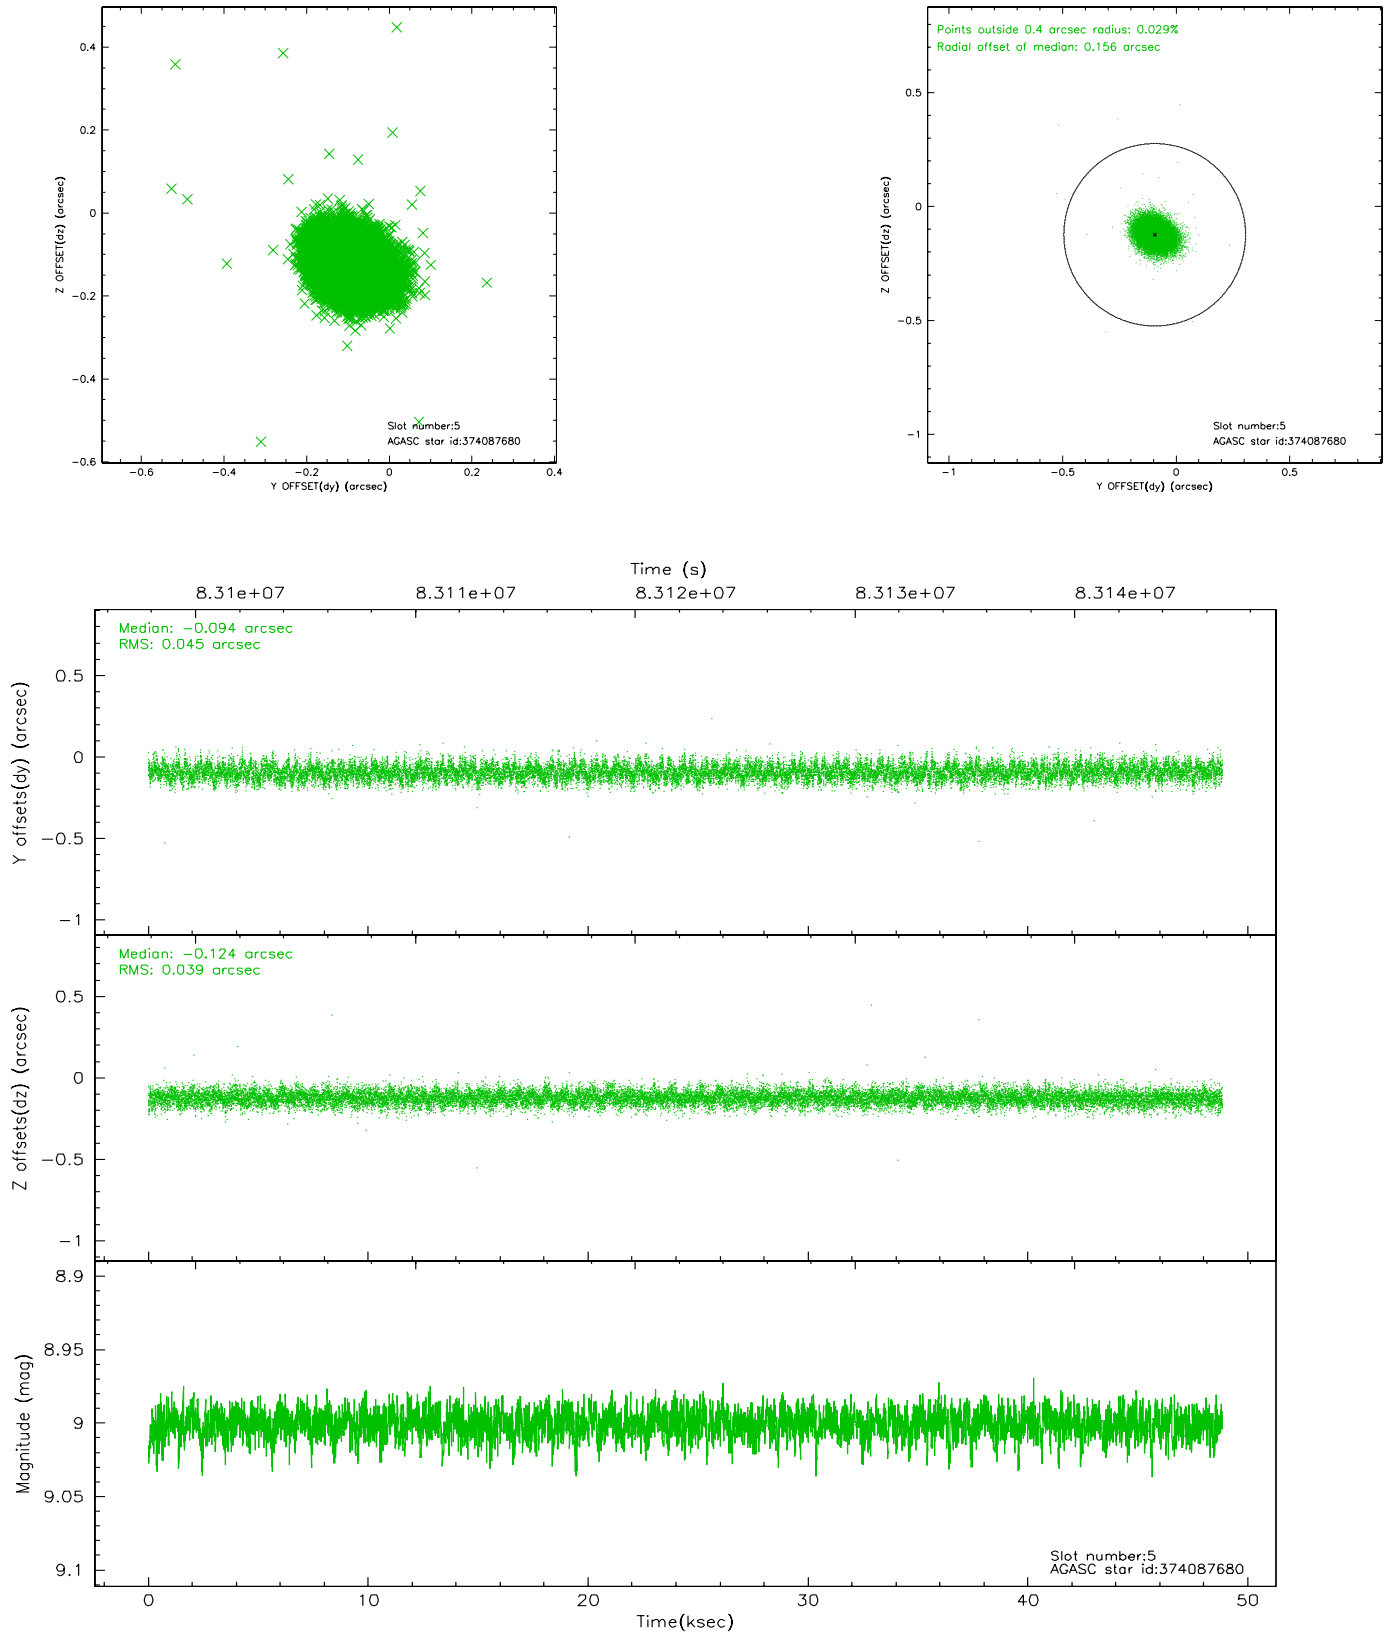 0.4
0.2
0
−0.2
−0.4
−0.6
−0.6
−0.4
−0.2
0
0.2
0.4
Z OFFSET(dz) (arcsec)
Y OFFSET(dy) (arcsec)
Slot number:5
AGASC star id:374087680
Points outside 0.4 arcsec radius: 0.029%
Radial offset of median: 0.156 arcsec
0.5
0
−0.5
−1
−1
−0.5
0
0.5
Z OFFSET(dz) (arcsec)
Y OFFSET(dy) (arcsec)
Slot number:5
AGASC star id:374087680
Time (s)
8.31e+07
8.311e+07
8.312e+07
8.313e+07
8.314e+07
Median: −0.094 arcsec
RMS: 0.045 arcsec
0.5
0
−0.5
−1
Y offsets(dy) (arcsec)
Median: −0.124 arcsec
RMS: 0.039 arcsec
0.5
0
−0.5
−1
Z offsets(dz) (arcsec)
8.9
8.95
9
9.05
9.1
Magnitude (mag)
Slot number:5
AGASC star id:374087680
0
10
20
30
40
50
Time(ksec)